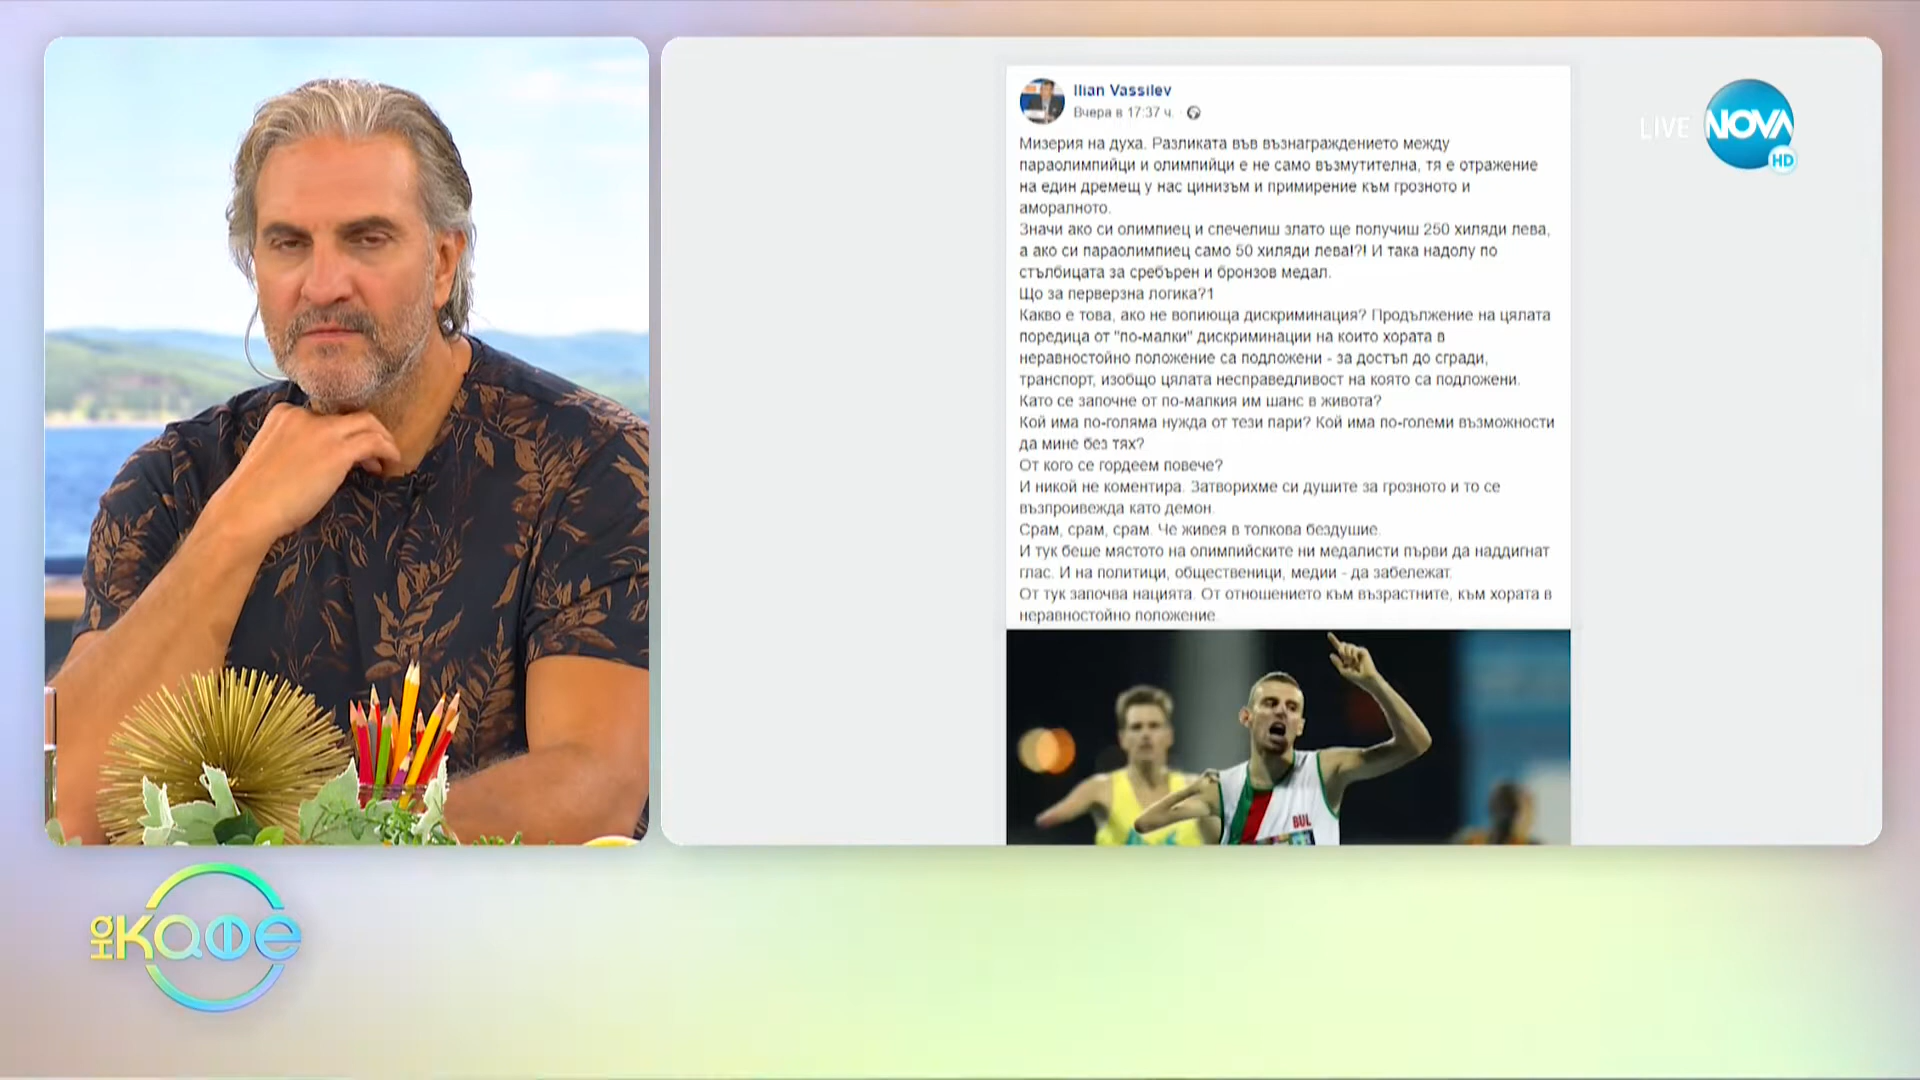 Ilian Vassilev
Вчера в 17:37 ч.
Мизерия на духа. Разликата във възнаграждението между
параолимпийци и олимпийци е не само възмутителна, тя е отражение
на един дремещ у нас цинизъм и примирение към грозното и
аморалното.
Значи ако си олимпиец и спечелиш злато ще получиш 250 хиляди лева,
а ако си параолимпиец само 50 хиляди лева!?! И така надолу по
стълбицата за сребърен и бронзов медал.
Що за перверзна логика?1
Какво е това, ако не вопиюща дискриминация? Продължение на цялата
поредица от "по-малки" дискриминации на които хората в
неравностойно положение са подложени - за достъп до сгради,
транспорт, изобщо цялата несправедливост на която са подложени.
Като се започне от по-малкия им шанс в живота?
Кой има по-голяма нужда от тези пари? Кой има по-големи възможности
да мине без тях?
От кого се гордеем повече?
И никой не коментира. Затворихме си душите за грозното и то се
възпроивежда като демон.
Срам, срам, срам. Че живея в толкова бездушие.
И тук беше мястото на олимпийските ни медалисти първи да наддигнат
глас. И на политици, общественици, медии - да забележат.
От тук започва нацията. От отношението към възрастните, към хората в
неравностойно положение.
BUL
LIVE NOVA
HD
на кафе